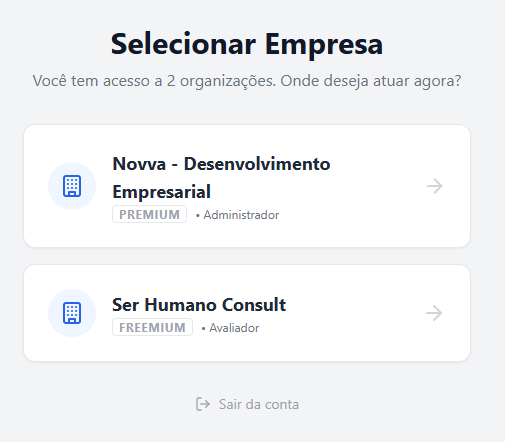 Selecionar Empresa
Você tem acesso a 2 organizações. Onde deseja atuar agora?
Novva - Desenvolvimento
Empresarial
PREMIUM • Administrador
Ser Humano Consult
FREEMIUM • Avaliador
Sair da conta